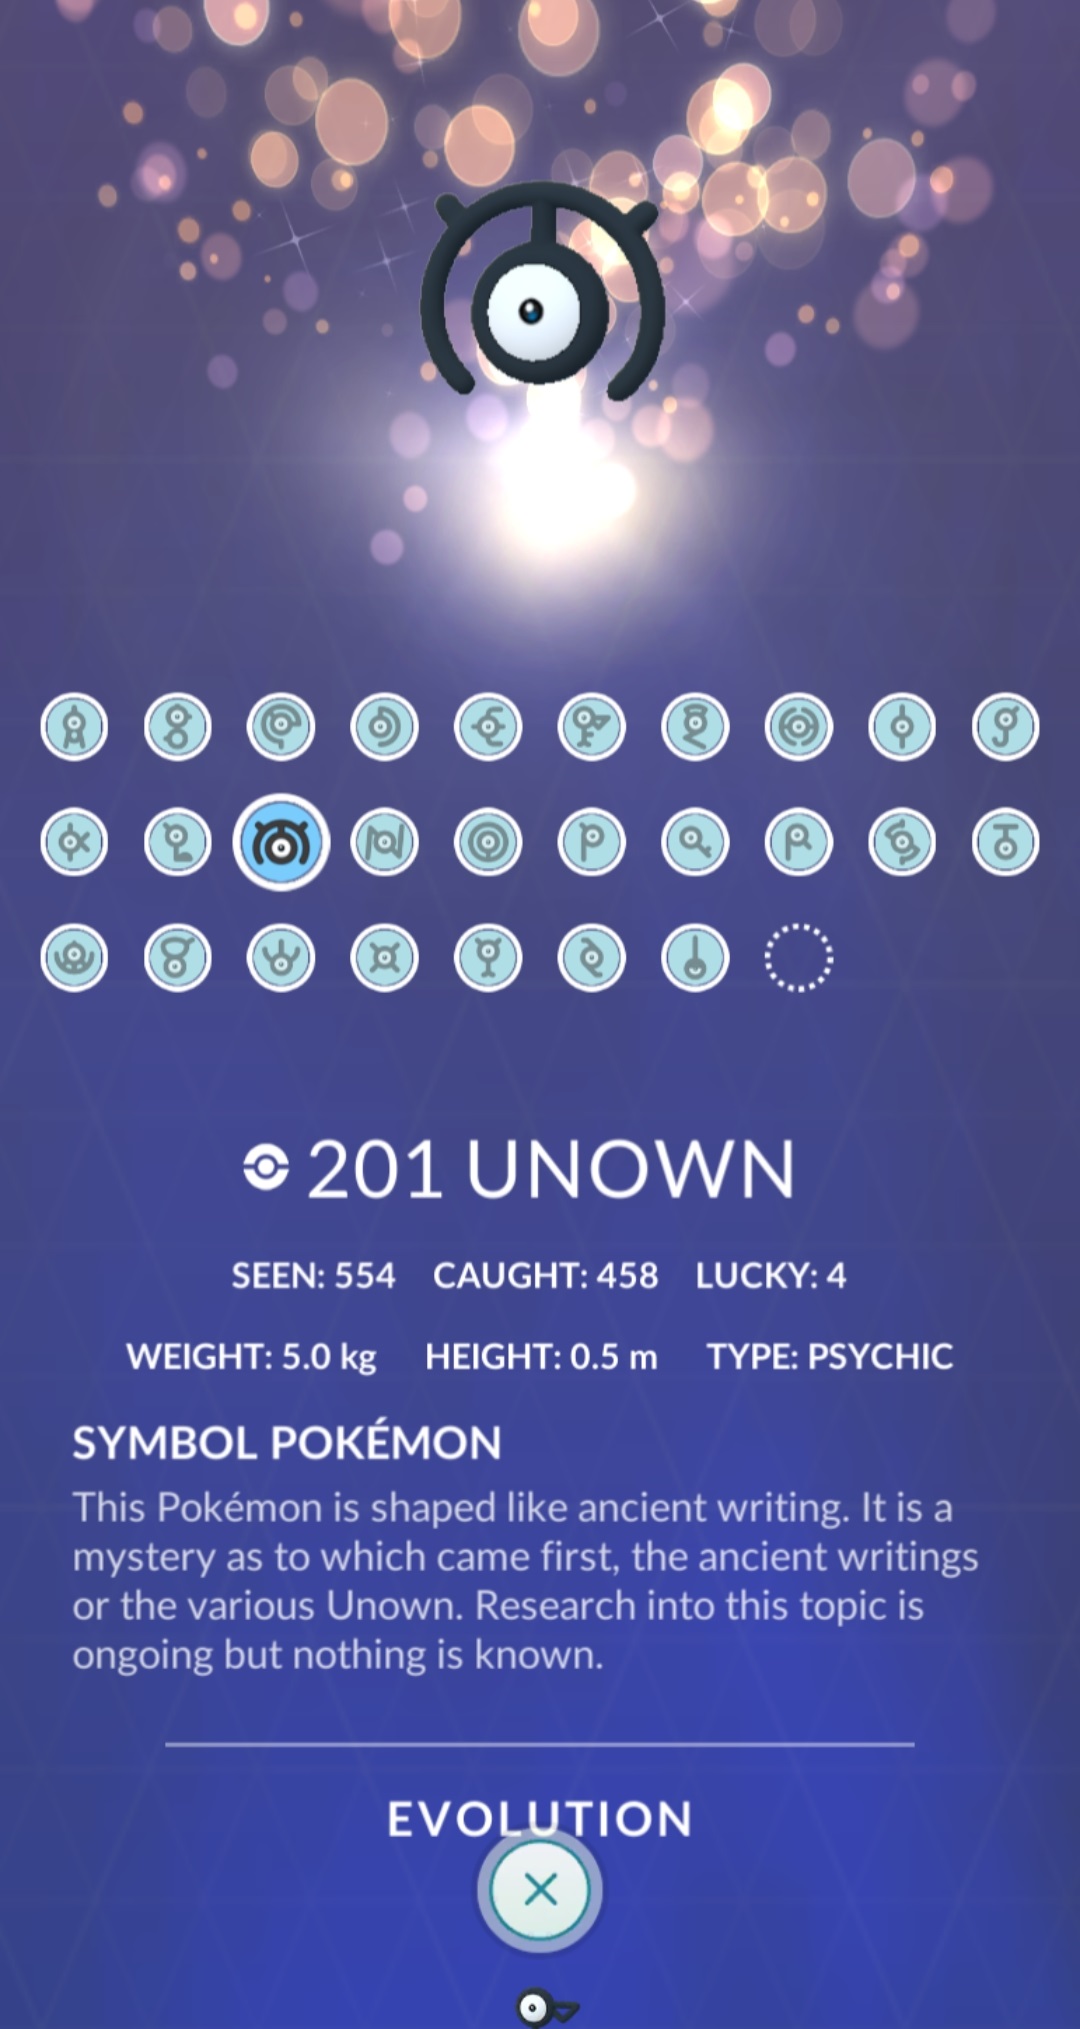 201 UNOWN
SEEN: 554 CAUGHT: 458 LUCKY: 4
WEIGHT: 5.0 kg HEIGHT: 0.5 m TYPE: PSYCHIC
SYMBOL POKÉMON
This Pokémon is shaped like ancient writing. It is a
mystery as to which came first, the ancient writings
or the various Unown. Research into this topic is
ongoing but nothing is known.
EVOLUTION